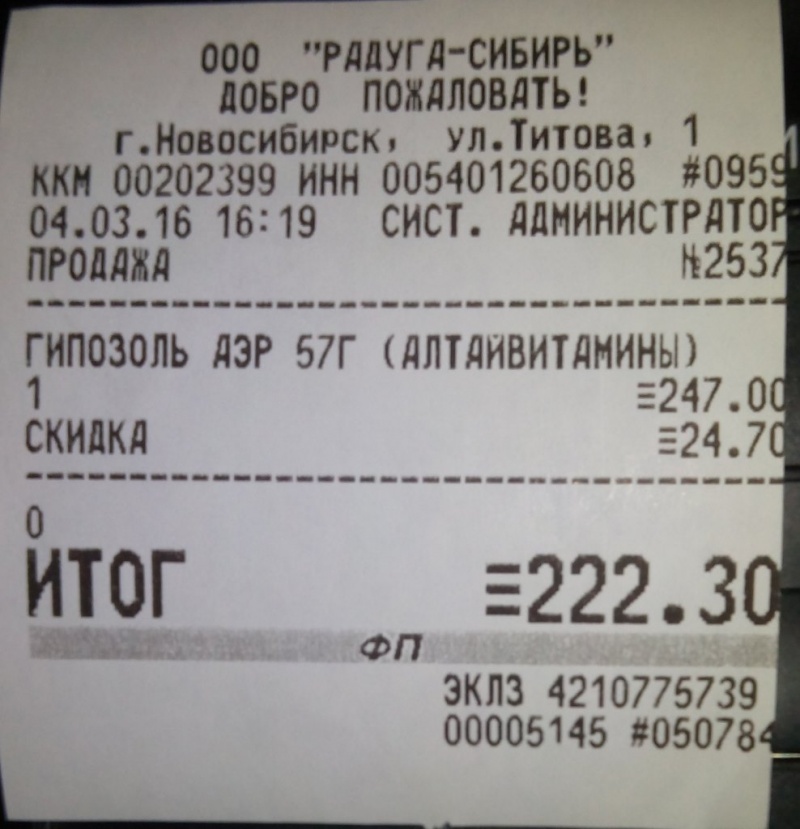 ООО "РАДУГА-СИБИРЬ"
ДОБРО ПОЖАЛОВАТЬ!
г.Новосибирск, ул.Титова, 1
ККМ 00202399 ИНН 005401260608 #0959
04.03.16 16:19 СИСТ. АДМИНИСТРАТОР
ПРОДАЖА №2537
ГИПОЗОЛЬ АЭР 57Г (АЛТАЙВИТАМИНЫ)
1 ≡247.00
СКИДКА ≡24.70
0
ИТОГ ≡222.30
ФП
ЭКЛЗ 4210775739
00005145 #050784